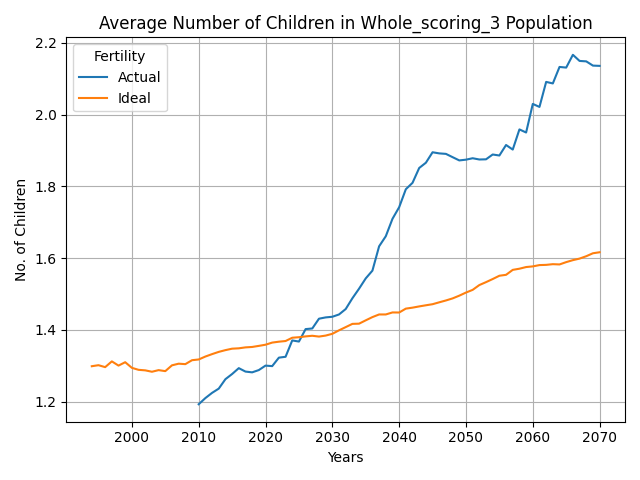 Average Number of Children in Whole_scoring_3 Population
Fertility
Actual
Ideal
No. of Children
2.2
2.0
1.8
1.6
1.4
1.2
2000 2010 2020 2030 2040 2050 2060 2070
Years